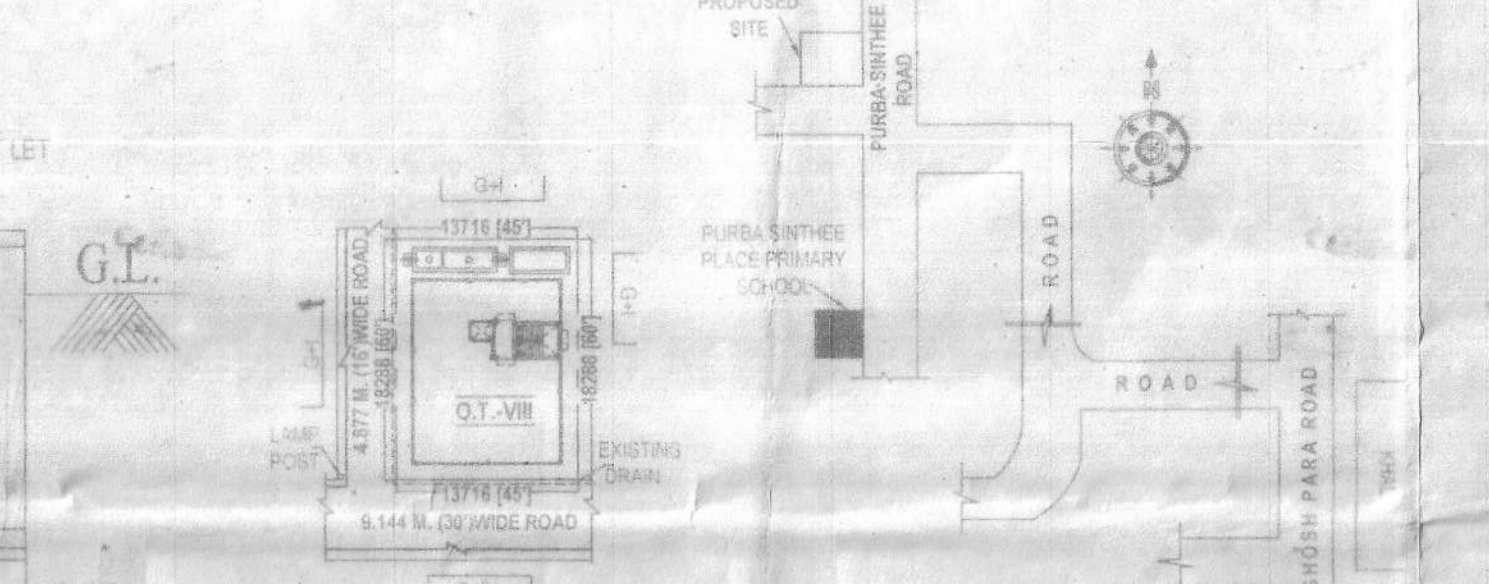 PROPOSED
SITE
PURBA SINTHEE
ROAD
LET
G+I
13716 [45']
G.L.
4.877 M. (16')WIDE ROAD
18288 [60']
18288 [60']
G+I
G+I
O.T.-VIII
LAMP
POST
EXISTING
DRAIN
13716 [45']
9.144 M. (30')WIDE ROAD
PURBA SINTHEE
PLACE PRIMARY
SCHOOL
ROAD
ROAD
GHOSH PARA ROAD
KHAL